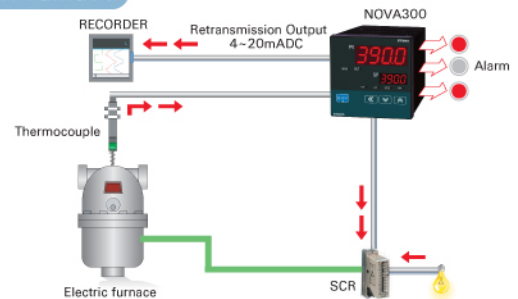 NOVA300
RECORDER
Retransmission Output
4~20mADC
390.0
390.0
Alarm
Thermocouple
SCR
Electric furnace